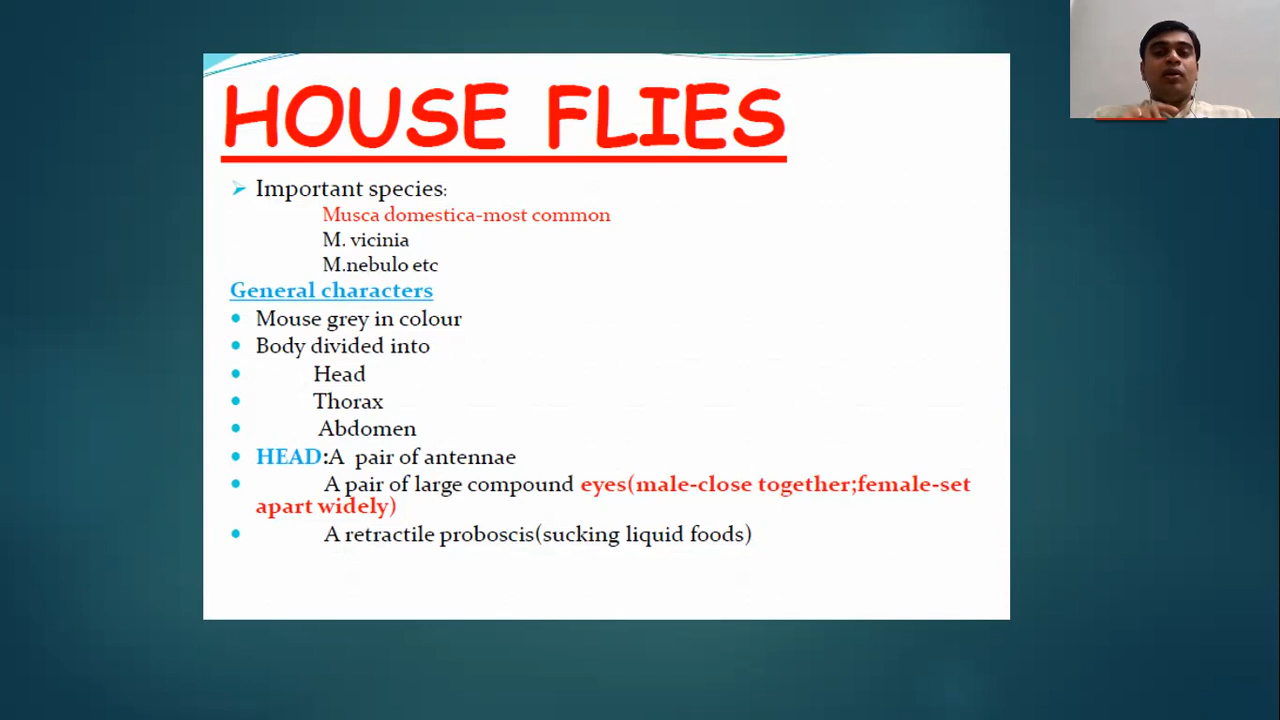 HOUSE FLIES
Important species:
Musca domestica-most common
M. vicinia
M.nebulo etc
General characters
Mouse grey in colour
Body divided into
Head
Thorax
Abdomen
HEAD:A pair of antennae
A pair of large compound eyes(male-close together;female-set
apart widely)
A retractile proboscis(sucking liquid foods)